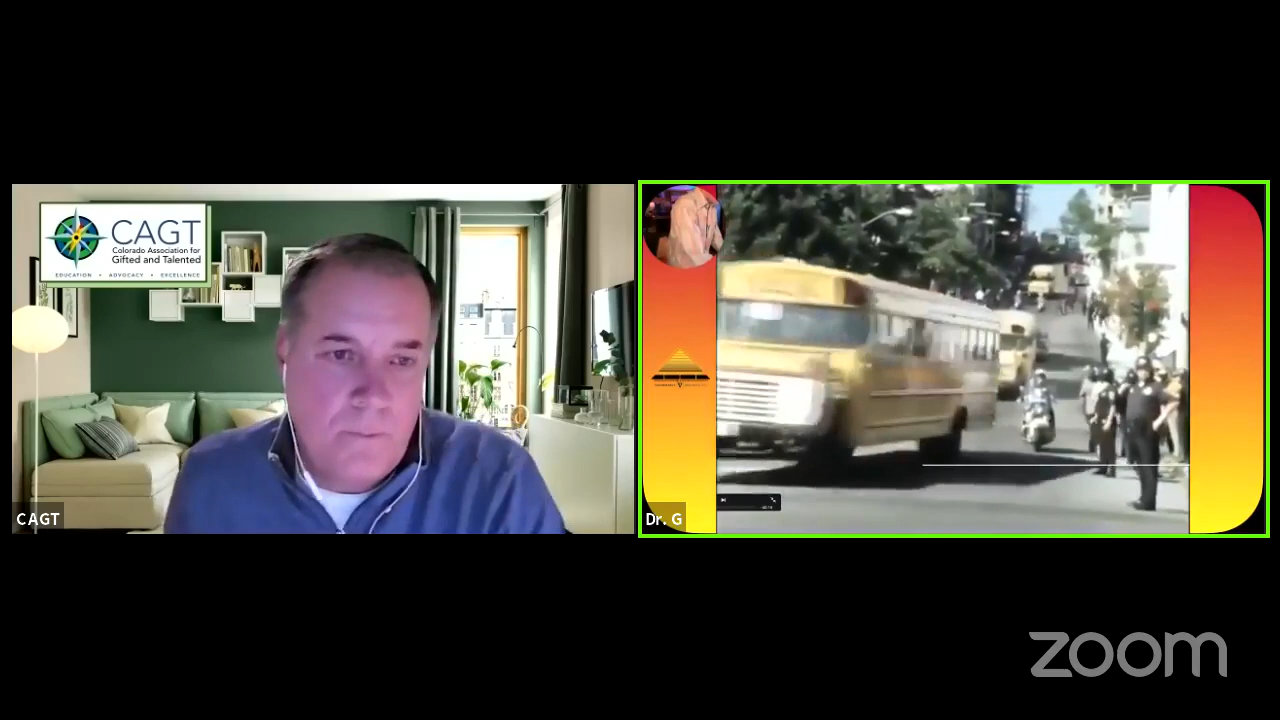 CAGT
Colorado Association for
Gifted and Talented
EDUCATION • ADVOCACY • EXCELLENCE
CAGT
Dr. G
zoom